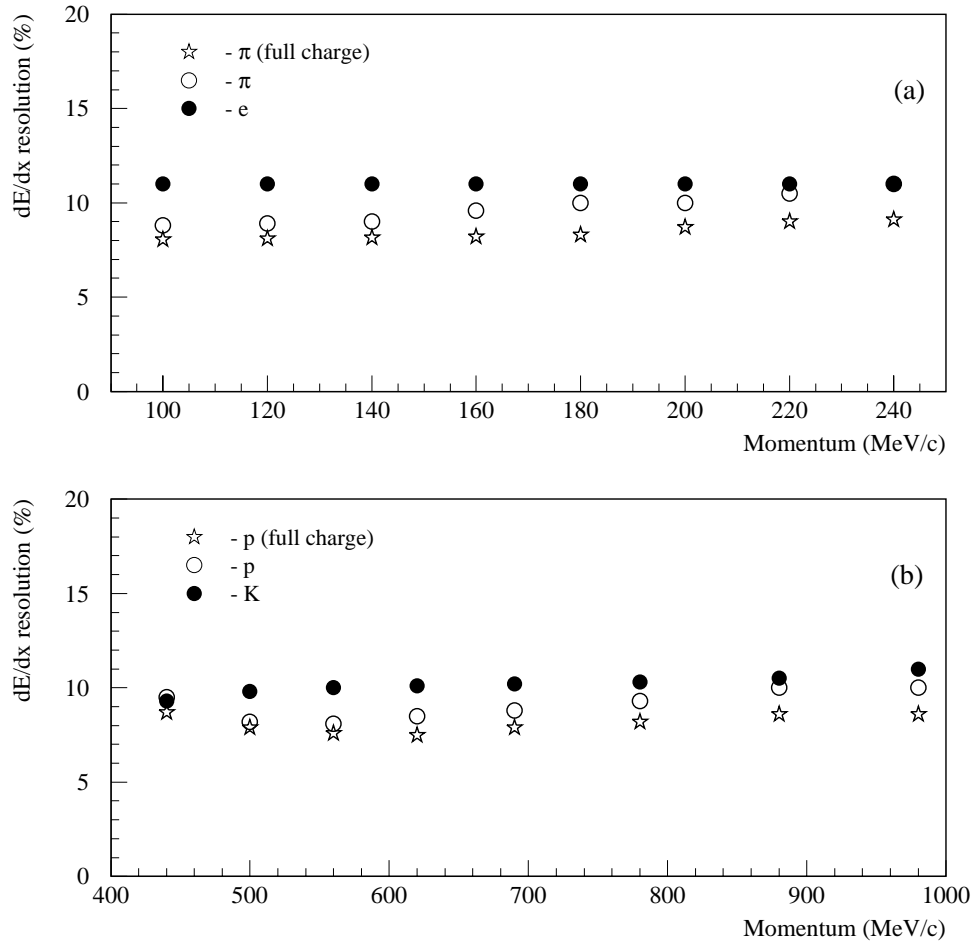 dE/dx resolution (%)
20
15
10
5
0
- π (full charge)
- π
- e
(a)
100 120 140 160 180 200 220 240
Momentum (MeV/c)
dE/dx resolution (%)
20
15
10
5
0
- p (full charge)
- p
- K
(b)
400 500 600 700 800 900 1000
Momentum (MeV/c)